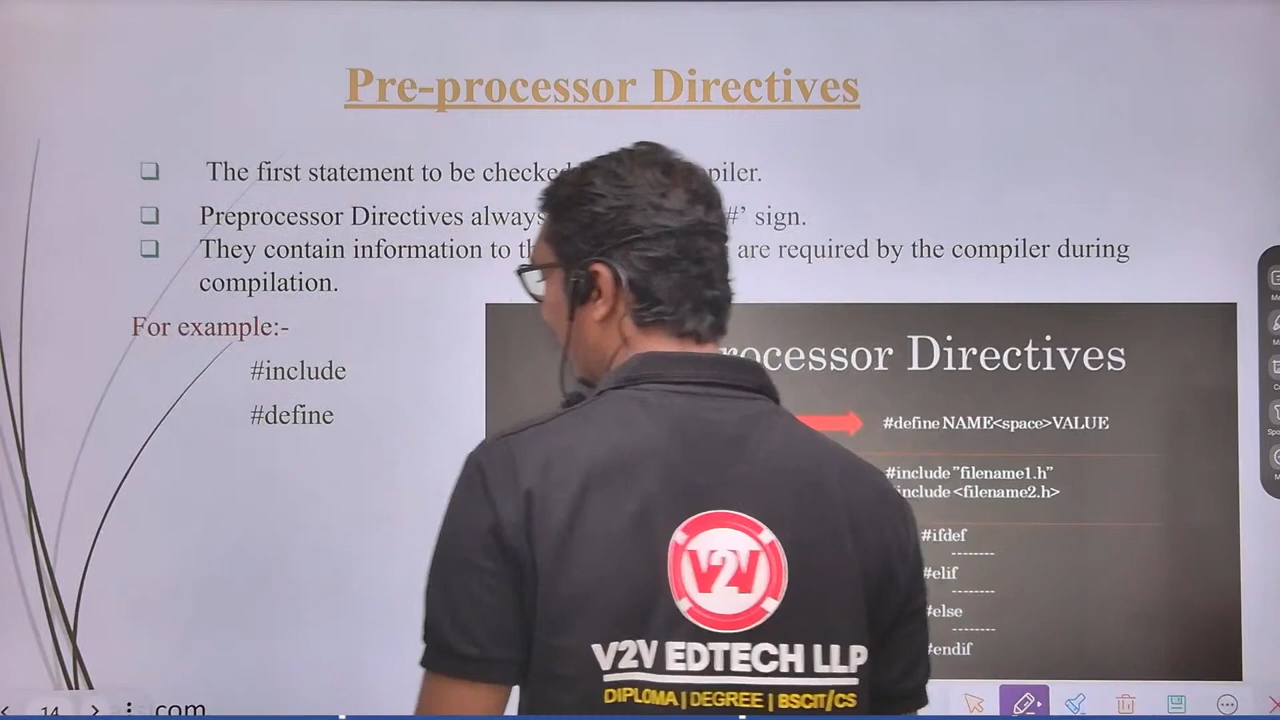 Pre-processor Directives
❑ The first statement to be checked piler.
❑ Preprocessor Directives always #’ sign.
❑ They contain information to are required by the compiler during
compilation.
For example:-
#include
#define
rocessor Directives
#define NAME<space>VALUE
#include "filename1.h"
#include <filename2.h>
#ifdef
--------
#elif
--------
#else
--------
#endif
V2V
V2V EDTECH LLP
DIPLOMA | DEGREE | BSCIT/CS
14
com